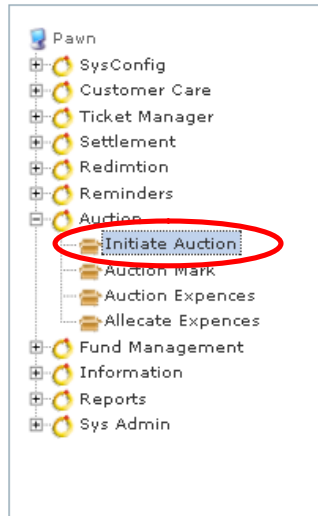 Pawn
SysConfig
Customer Care
Ticket Manager
Settlement
Redimtion
Reminders
Auction
Initiate Auction
Auction Mark
Auction Expences
Allecate Expences
Fund Management
Information
Reports
Sys Admin